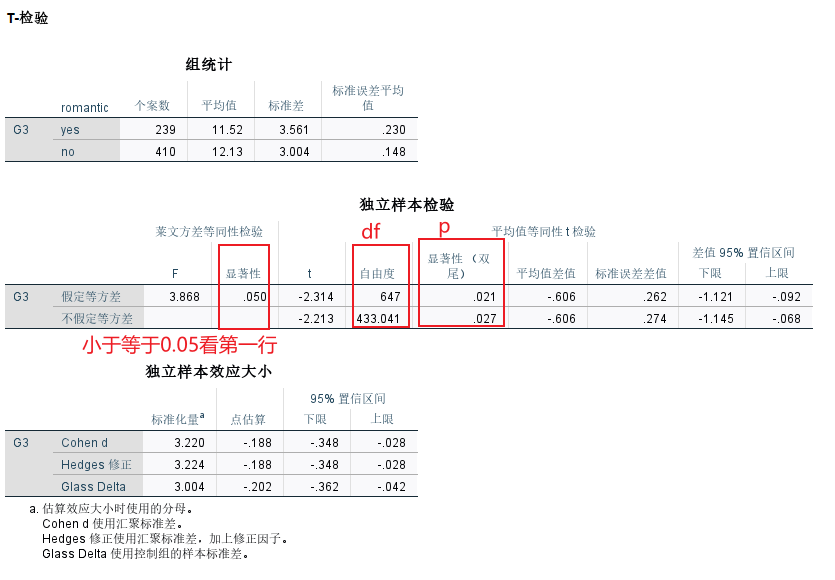 T-检验
组统计
romantic 个案数 平均值 标准差 标准误差平均值
G3 yes 239 11.52 3.561 .230
no 410 12.13 3.004 .148
独立样本检验
莱文方差等同性检验 df p 平均值等同性 t 检验
F 显著性 t 自由度 显著性 （双尾） 平均值差值 标准误差差值 差值 95% 置信区间
下限 上限
G3 假定等方差 3.868 .050 -2.314 647 .021 -.606 .262 -1.121 -.092
不假定等方差 -2.213 433.041 .027 -.606 .274 -1.145 -.068
小于等于0.05看第一行
独立样本效应大小
标准化量a 点估算 95% 置信区间
下限 上限
G3 Cohen d 3.220 -.188 -.348 -.028
Hedges 修正 3.224 -.188 -.348 -.028
Glass Delta 3.004 -.202 -.362 -.042
a. 估算效应大小时使用的分母。
Cohen d 使用汇聚标准差。
Hedges 修正使用汇聚标准差，加上修正因子。
Glass Delta 使用控制组的样本标准差。